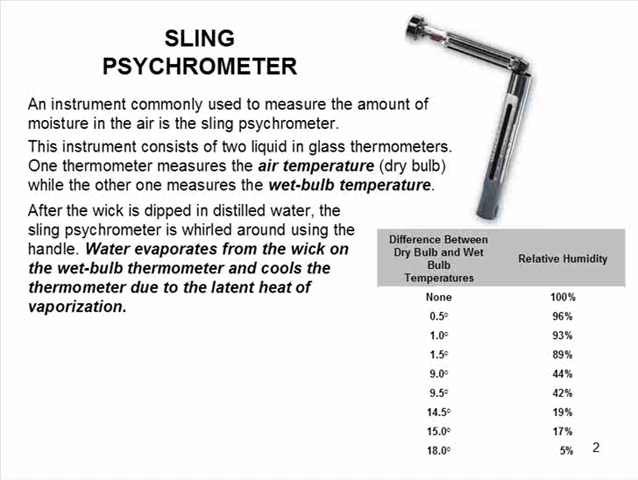 SLING
PSYCHROMETER
An instrument commonly used to measure the amount of
moisture in the air is the sling psychrometer.
This instrument consists of two liquid in glass thermometers.
One thermometer measures the air temperature (dry bulb)
while the other one measures the wet-bulb temperature.
After the wick is dipped in distilled water, the
sling psychrometer is whirled around using the
handle. Water evaporates from the wick on
the wet-bulb thermometer and cools the
thermometer due to the latent heat of
vaporization.
Difference Between
Dry Bulb and Wet
Bulb
Temperatures
Relative Humidity
None 100%
0.5° 96%
1.0° 93%
1.5° 89%
9.0° 44%
9.5° 42%
14.5° 19%
15.0° 17%
18.0° 5%
2